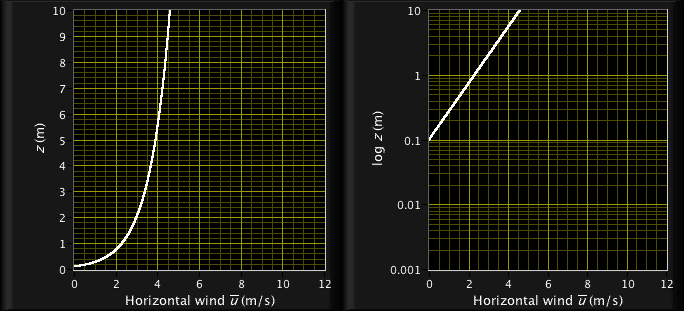 10
9
8
7
6
5
4
3
2
1
0
z (m)
0 2 4 6 8 10 12
Horizontal wind u̅ (m/s)
10
1
0.1
0.01
0.001
log z (m)
0 2 4 6 8 10 12
Horizontal wind u̅ (m/s)